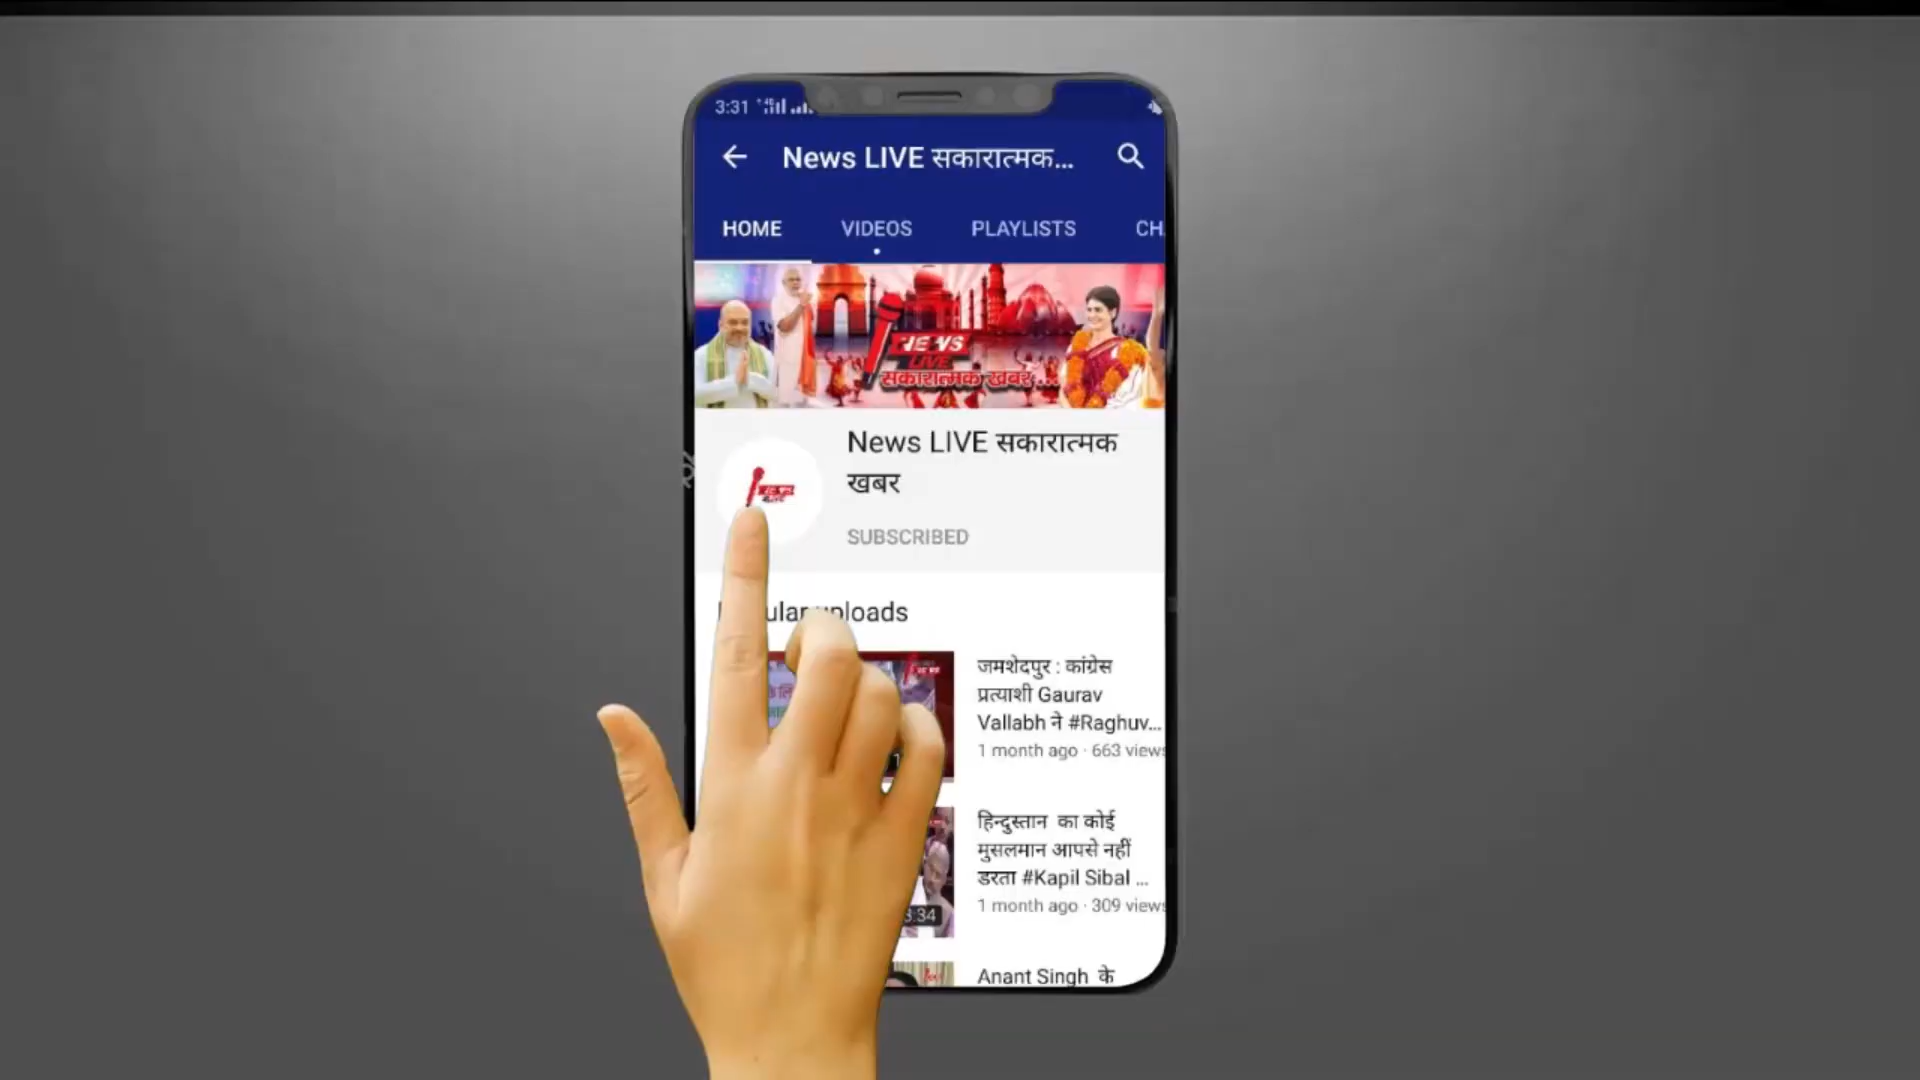 3:31
News LIVE सकारात्मक...
HOME VIDEOS PLAYLISTS CH
NEWS
LIVE
सकारात्मक खबर...
News LIVE सकारात्मक
खबर
SUBSCRIBED
uploads
जमशेदपुर : कांग्रेस
प्रत्याशी Gaurav
Vallabh ने #Raghuv...
1 month ago · 663 views
हिन्दुस्तान का कोई
मुसलमान आपसे नहीं
डरता #Kapil Sibal ...
1 month ago · 309 views
3:34
Anant Singh के